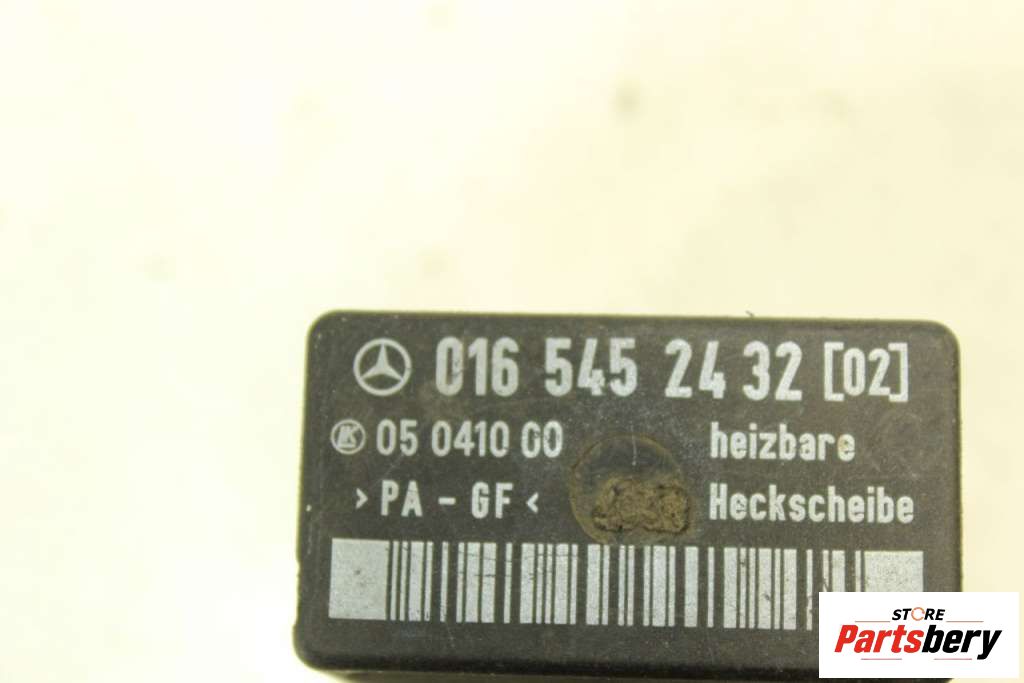 016 545 24 32 [02]
K 05 0410 00 heizbare
> PA - GF < Heckscheibe
STORE
Partsbery